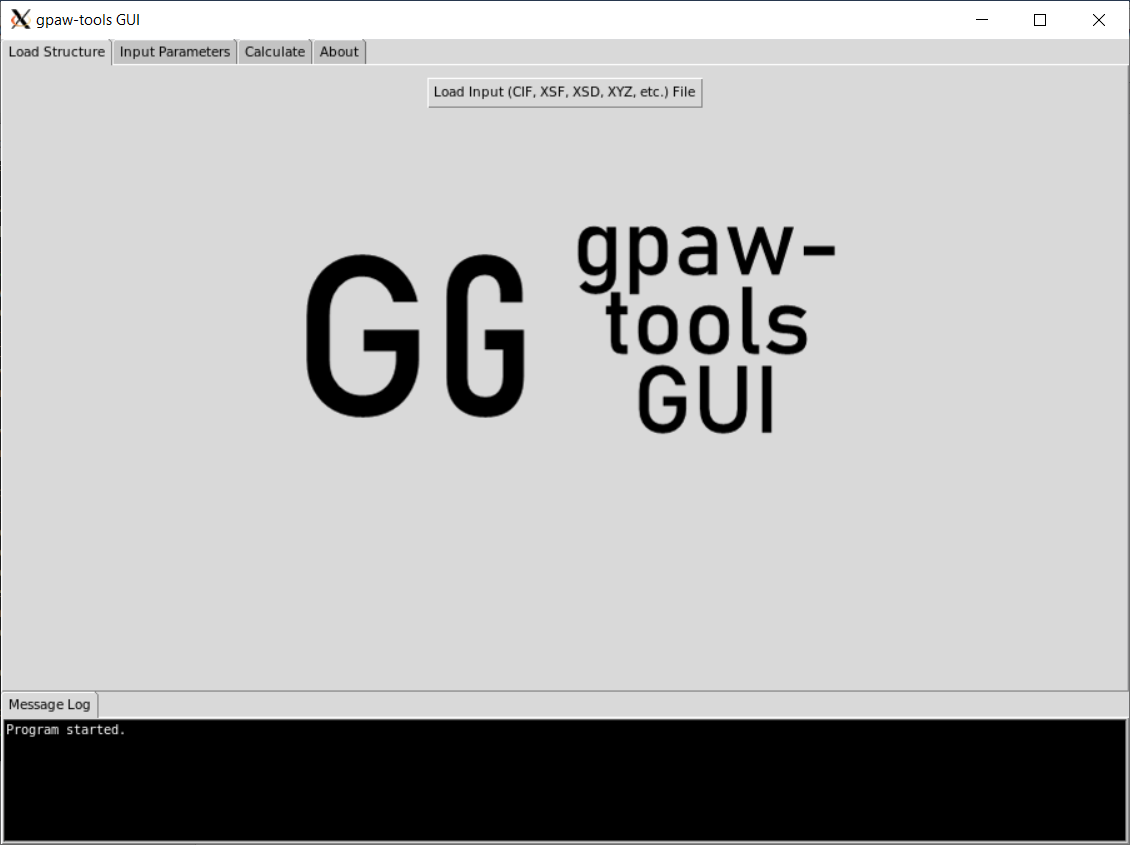 gpaw-tools GUI
Load Structure Input Parameters Calculate About
Load Input (CIF, XSF, XSD, XYZ, etc.) File
GG
gpaw-
tools
GUI
Message Log
Program started.